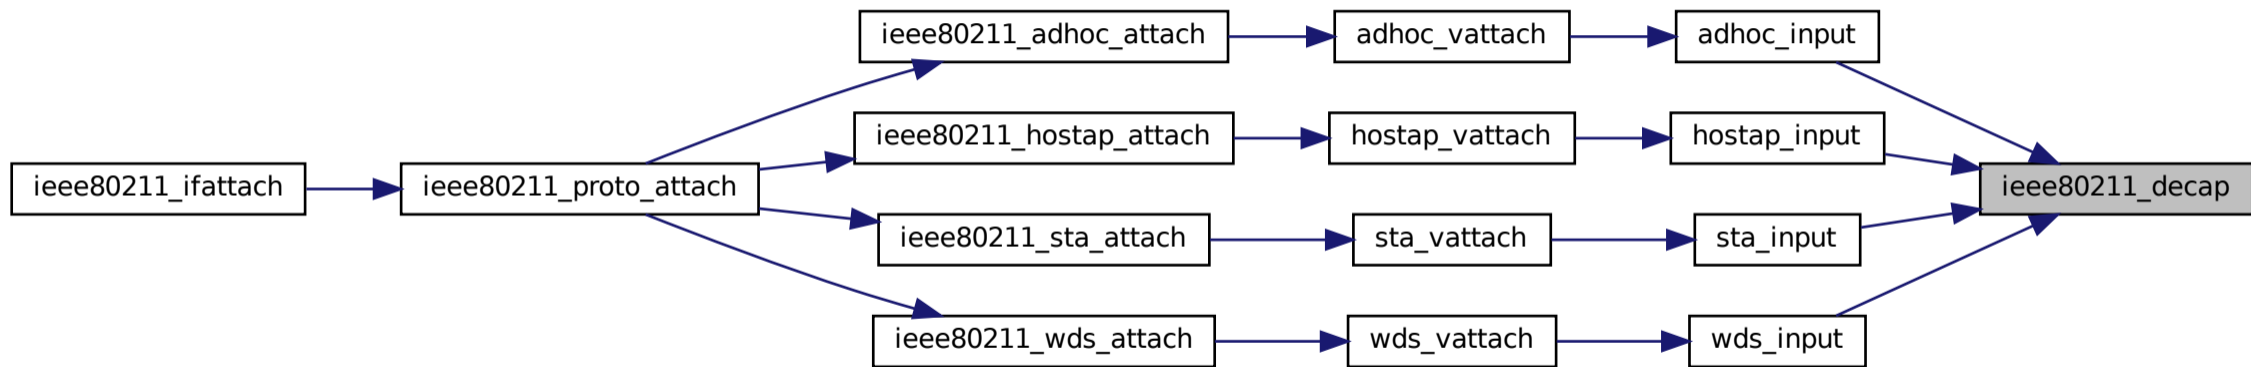 ieee80211_adhoc_attach
adhoc_vattach
adhoc_input
ieee80211_hostap_attach
hostap_vattach
hostap_input
ieee80211_ifattach
ieee80211_proto_attach
ieee80211_decap
ieee80211_sta_attach
sta_vattach
sta_input
ieee80211_wds_attach
wds_vattach
wds_input